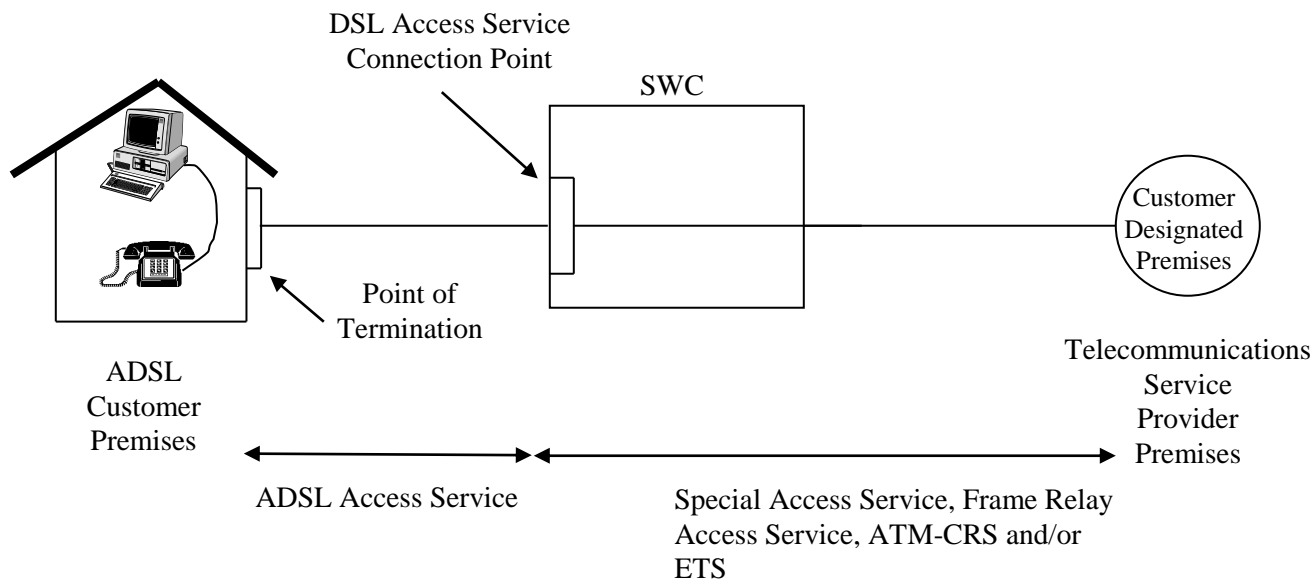 DSL Access Service
Connection Point
SWC
Customer
Designated
Premises
Point of
Termination
ADSL
Customer
Premises
Telecommunications
Service
Provider
Premises
ADSL Access Service
Special Access Service, Frame Relay
Access Service, ATM-CRS and/or
ETS